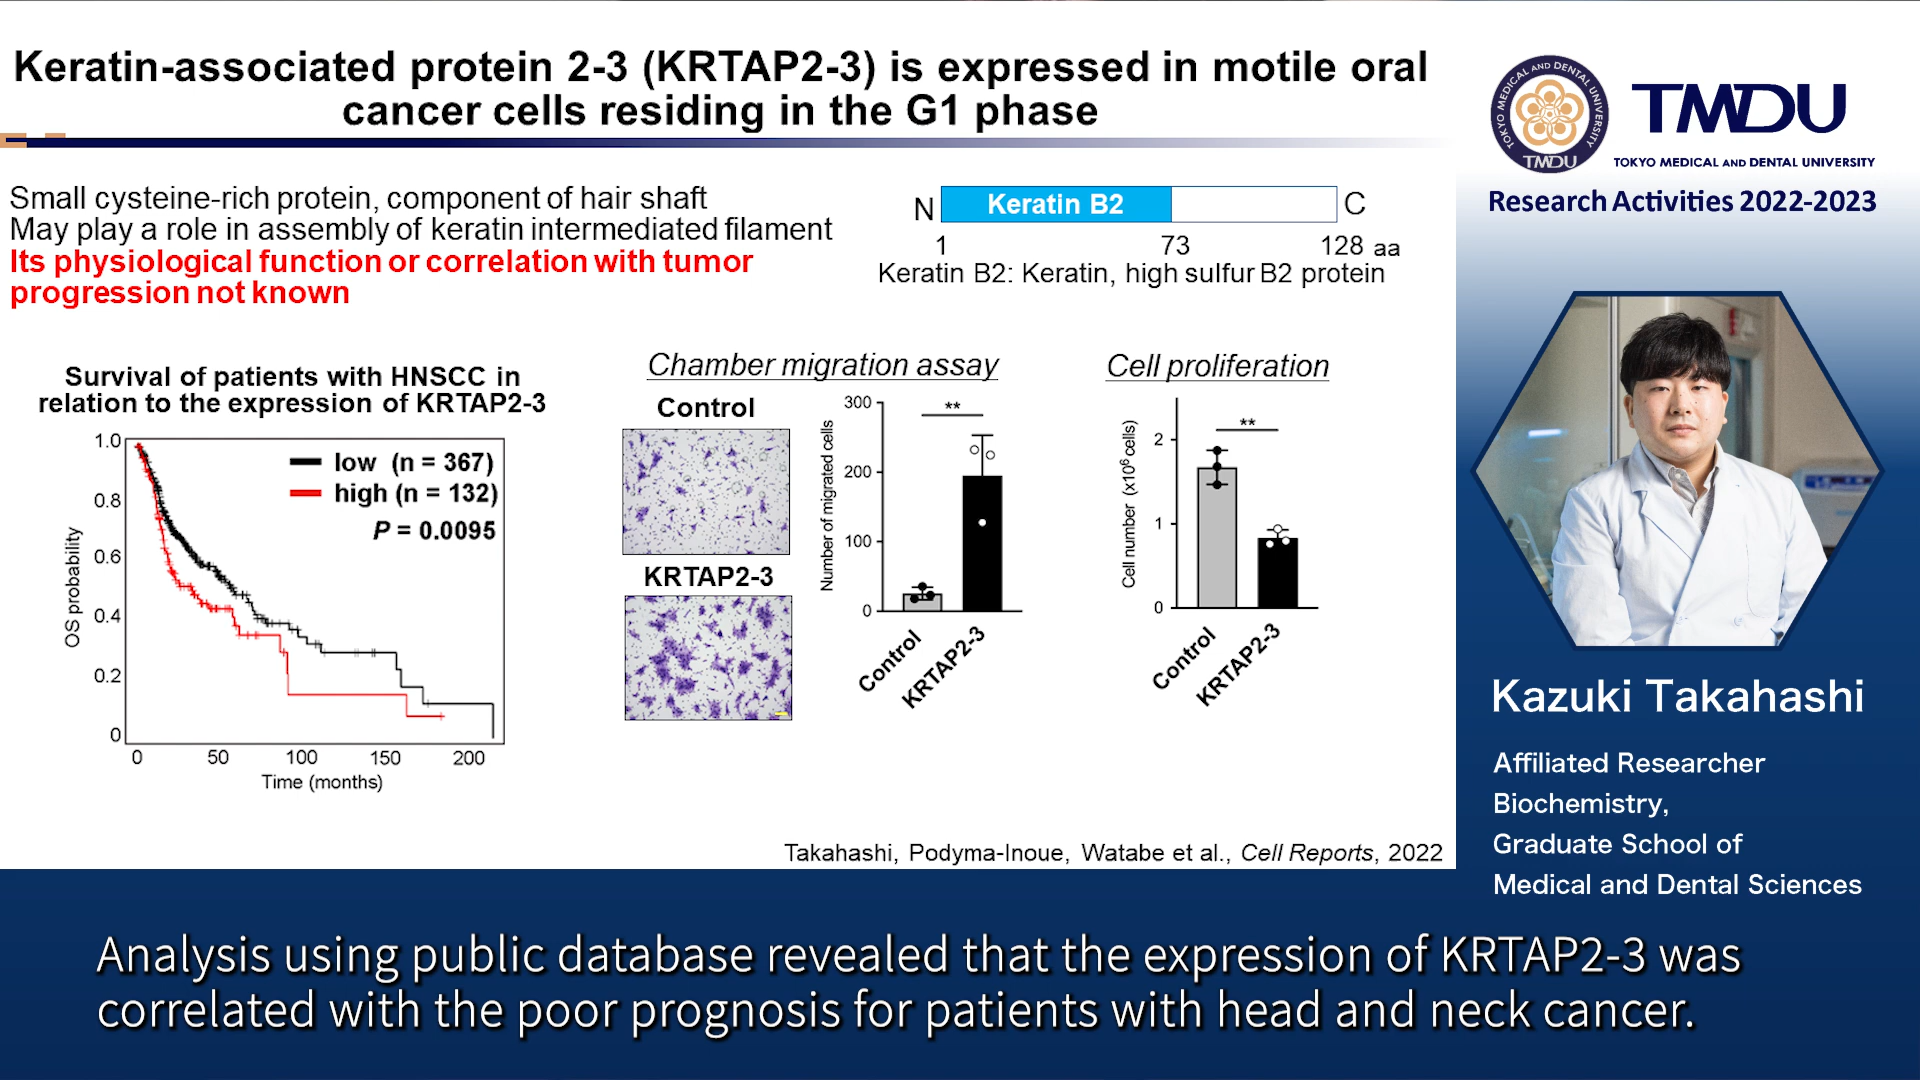 Keratin-associated protein 2-3 (KRTAP2-3) is expressed in motile oral
cancer cells residing in the G1 phase
Small cysteine-rich protein, component of hair shaft
May play a role in assembly of keratin intermediated filament
Its physiological function or correlation with tumor
progression not known
N Keratin B2 C
1 73 128 aa
Keratin B2: Keratin, high sulfur B2 protein
Survival of patients with HNSCC in
relation to the expression of KRTAP2-3
OS probability
1.0
0.8
0.6
0.4
0.2
0
low (n = 367)
high (n = 132)
P = 0.0095
0 50 100 150 200
Time (months)
Chamber migration assay
Control
KRTAP2-3
Number of migrated cells
300
200
100
0
**
Control
KRTAP2-3
Cell proliferation
Cell number (x10⁶ cells)
2
1
0
**
Control
KRTAP2-3
Takahashi, Podyma-Inoue, Watabe et al., Cell Reports, 2022
TOKYO MEDICAL AND DENTAL UNIVERSITY
TMDU
TMDU
TOKYO MEDICAL AND DENTAL UNIVERSITY
Research Activities 2022-2023
Kazuki Takahashi
Affiliated Researcher
Biochemistry,
Graduate School of
Medical and Dental Sciences
Analysis using public database revealed that the expression of KRTAP2-3 was
correlated with the poor prognosis for patients with head and neck cancer.